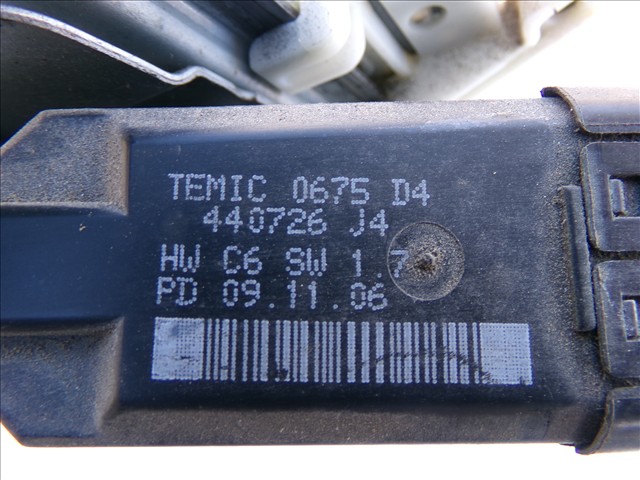 TEMIC 0675 D4
440726 J4
HW C6 SW 1.7
PD 09.11.06